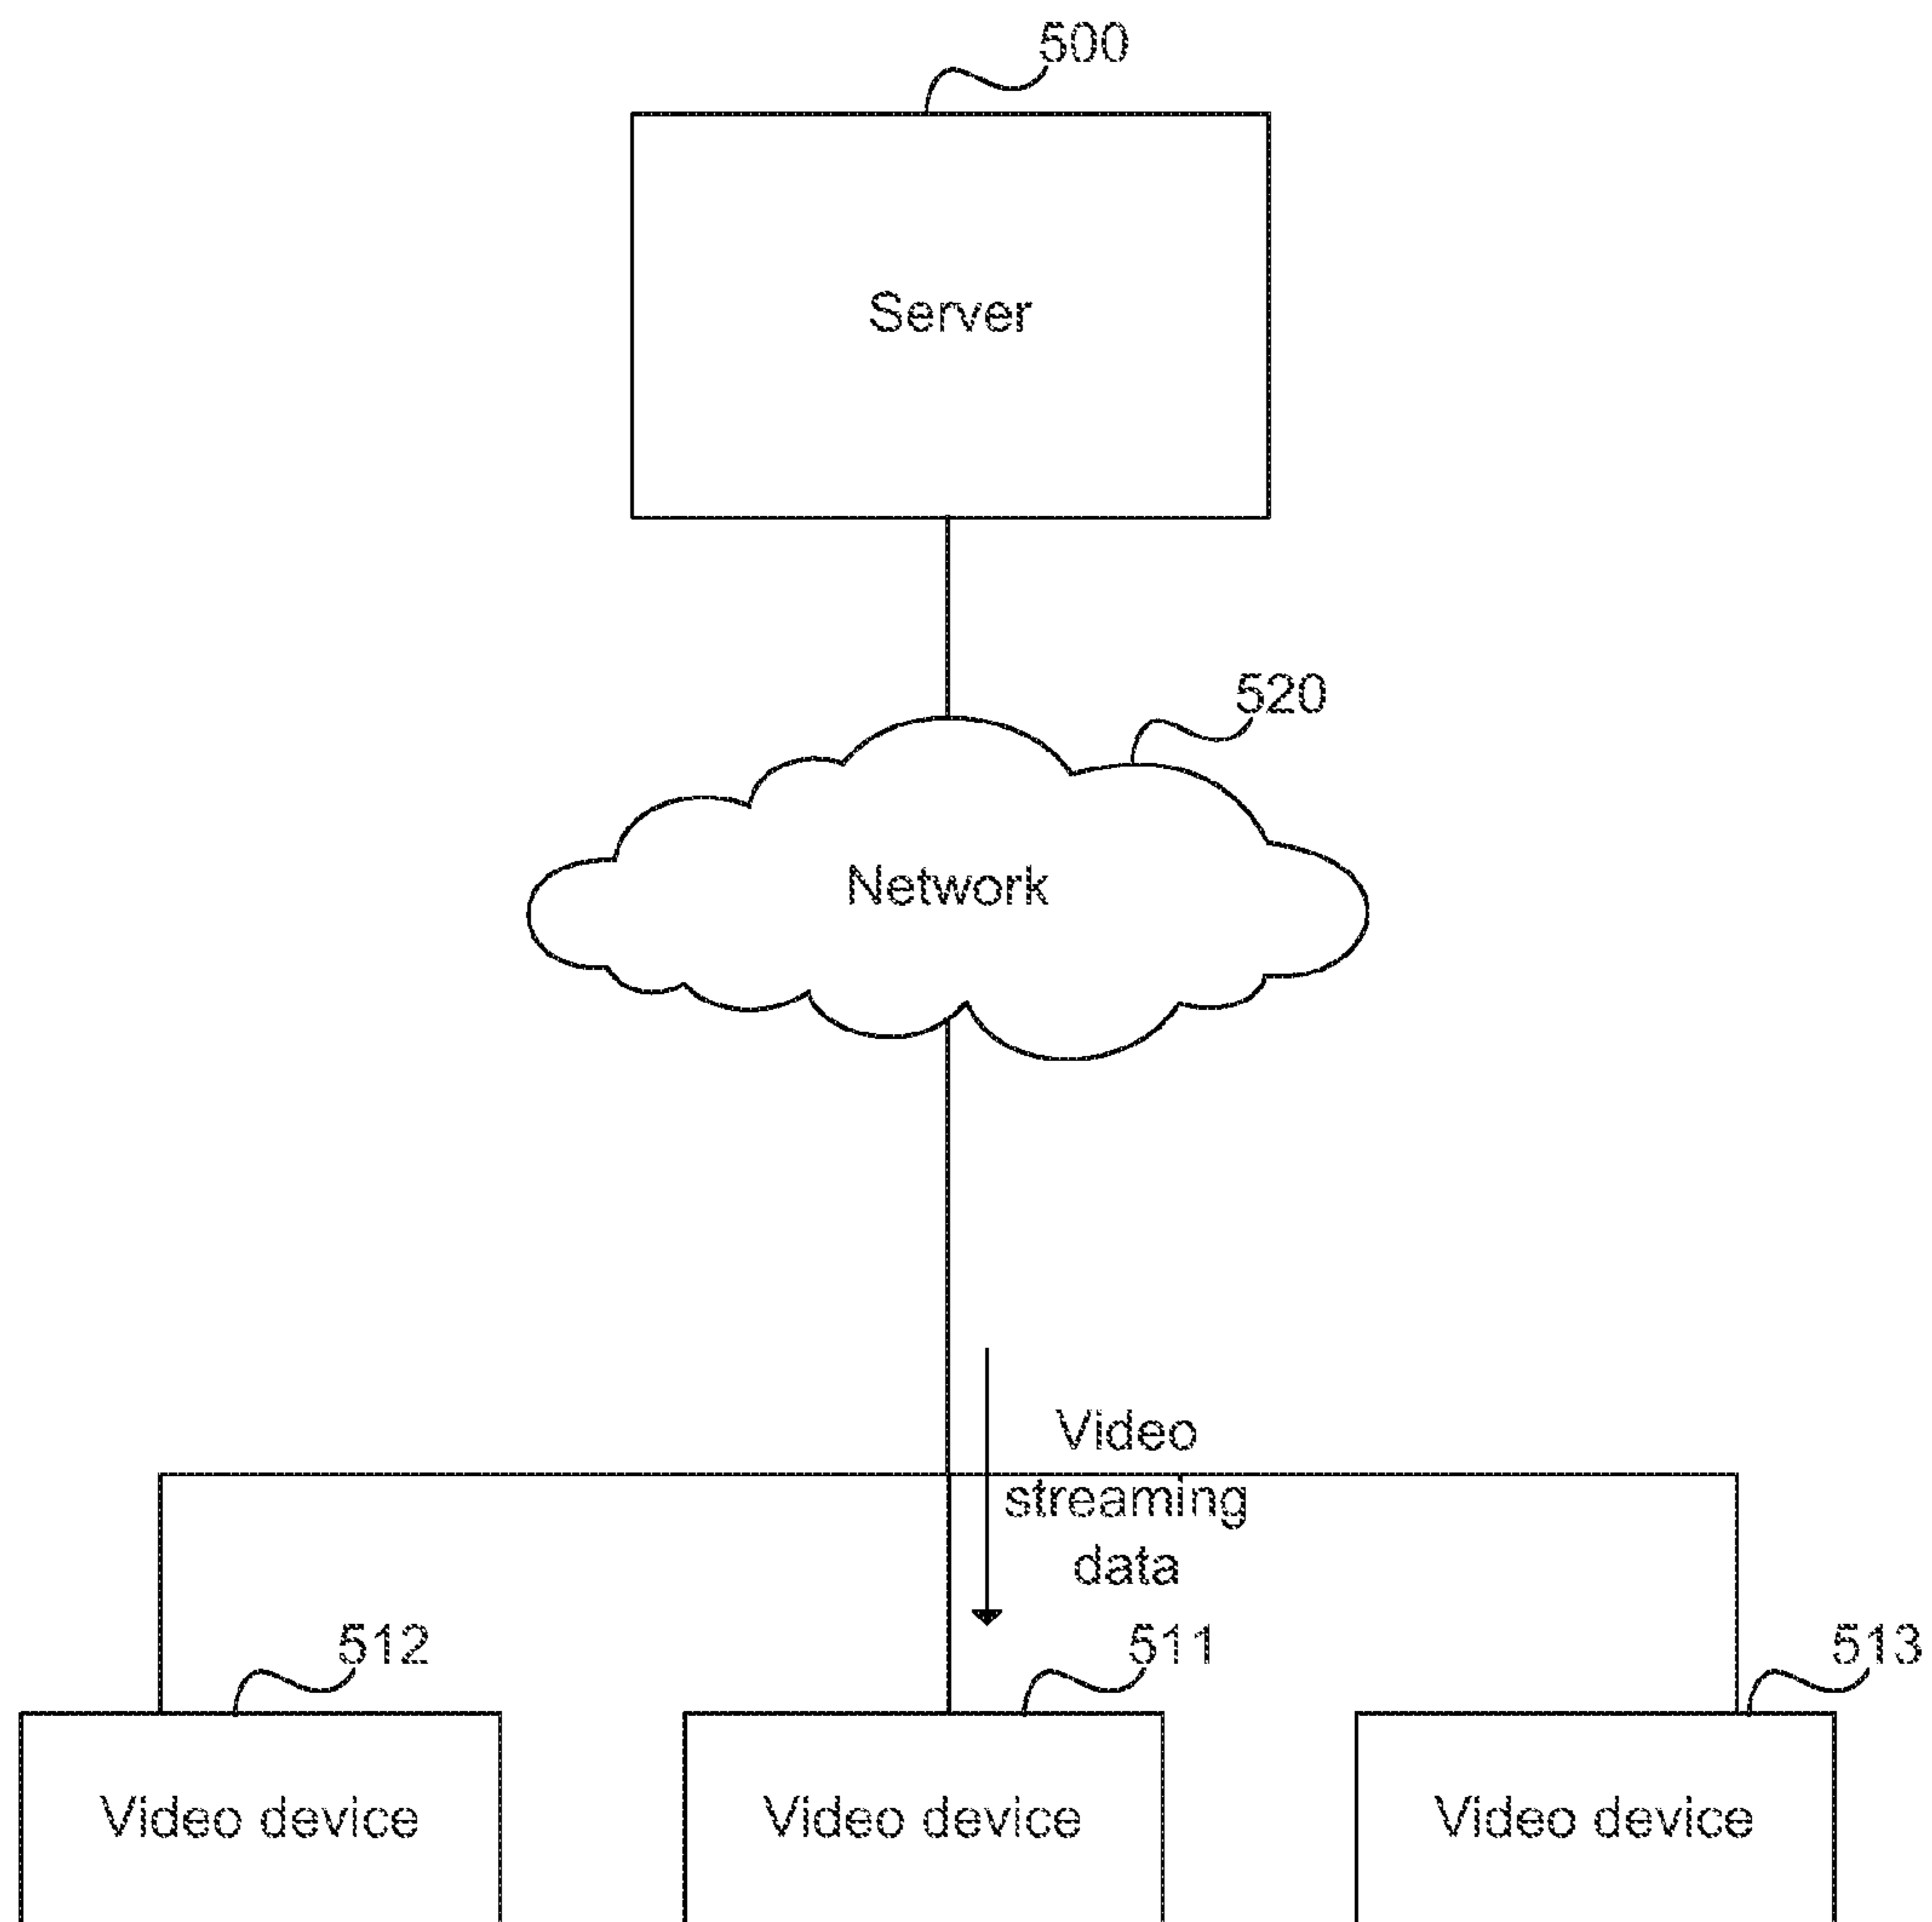 500
Server
520
Network
Video
streaming
data
512
511
513
Video device
Video device
Video device